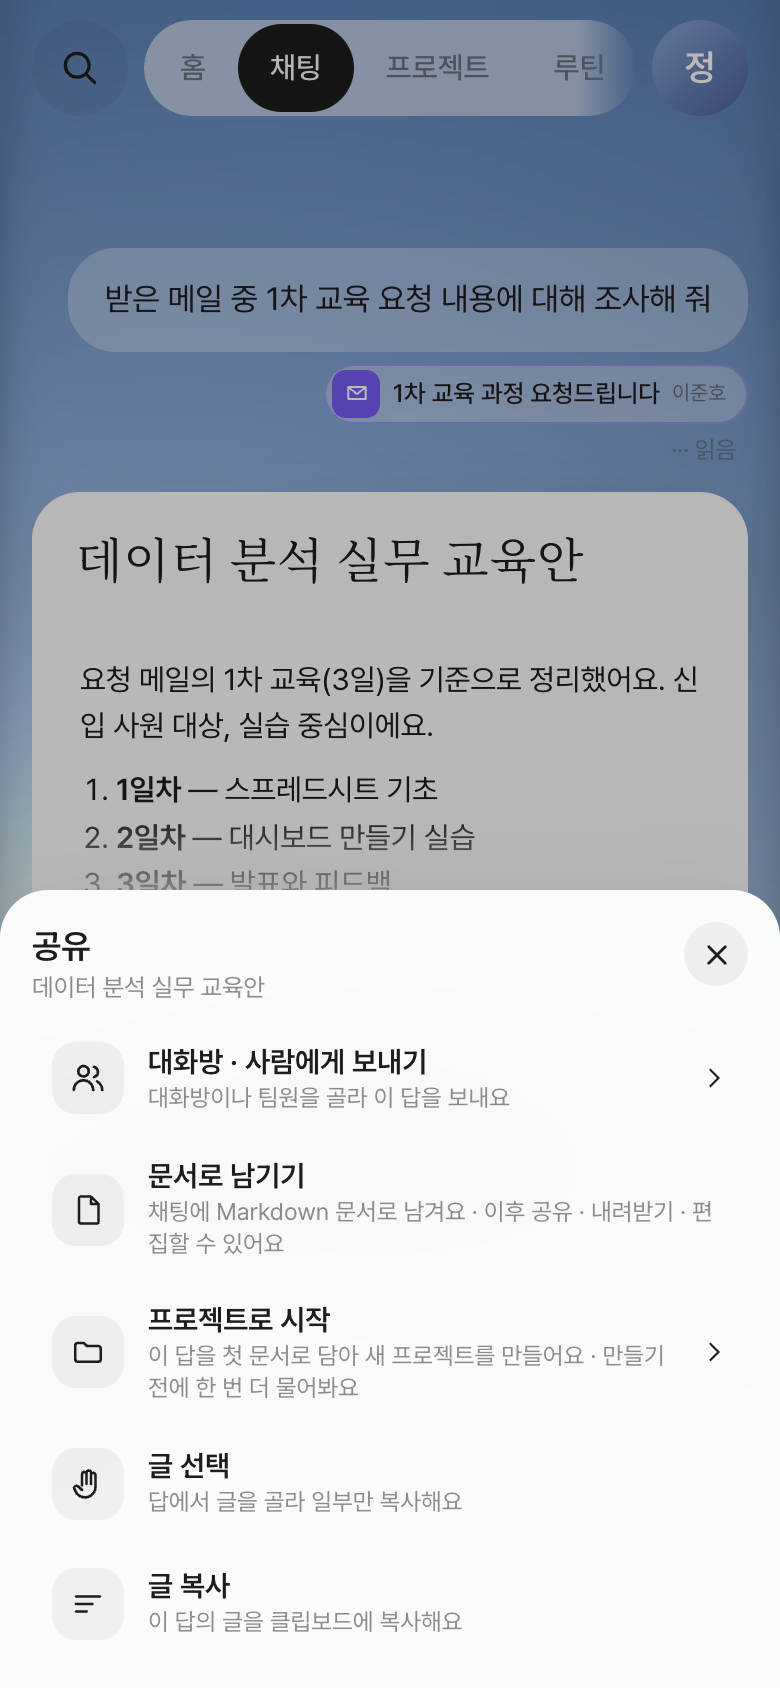 홈
채팅
프로젝트
루틴
정
받은 메일 중 1차 교육 요청 내용에 대해 조사해 줘
1차 교육 과정 요청드립니다 이준호
··· 읽음
데이터 분석 실무 교육안
요청 메일의 1차 교육(3일)을 기준으로 정리했어요. 신
입 사원 대상, 실습 중심이에요.
1. 1일차 — 스프레드시트 기초
2. 2일차 — 대시보드 만들기 실습
3. 3일차 — 발표와 피드백
공유
데이터 분석 실무 교육안
대화방 · 사람에게 보내기
대화방이나 팀원을 골라 이 답을 보내요
문서로 남기기
채팅에 Markdown 문서로 남겨요 · 이후 공유 · 내려받기 · 편
집할 수 있어요
프로젝트로 시작
이 답을 첫 문서로 담아 새 프로젝트를 만들어요 · 만들기
전에 한 번 더 물어봐요
글 선택
답에서 글을 골라 일부만 복사해요
글 복사
이 답의 글을 클립보드에 복사해요